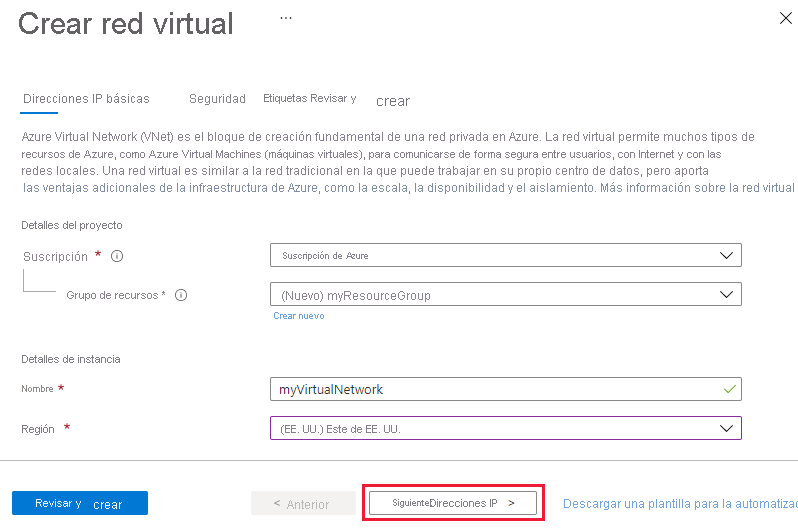 Crear red virtual ...
Direcciones IP básicas Seguridad Etiquetas Revisar y crear
Azure Virtual Network (VNet) es el bloque de creación fundamental de una red privada en Azure. La red virtual permite muchos tipos de
recursos de Azure, como Azure Virtual Machines (máquinas virtuales), para comunicarse de forma segura entre usuarios, con Internet y con las
redes locales. Una red virtual es similar a la red tradicional en la que puede trabajar en su propio centro de datos, pero aporta
las ventajas adicionales de la infraestructura de Azure, como la escala, la disponibilidad y el aislamiento. Más información sobre la red virtual
Detalles del proyecto
Suscripción * Suscripción de Azure
Grupo de recursos * (Nuevo) myResourceGroup
Crear nuevo
Detalles de instancia
Nombre * myVirtualNetwork
Región * (EE. UU.) Este de EE. UU.
Revisar y crear < Anterior SiguienteDirecciones IP > Descargar una plantilla para la automatizac